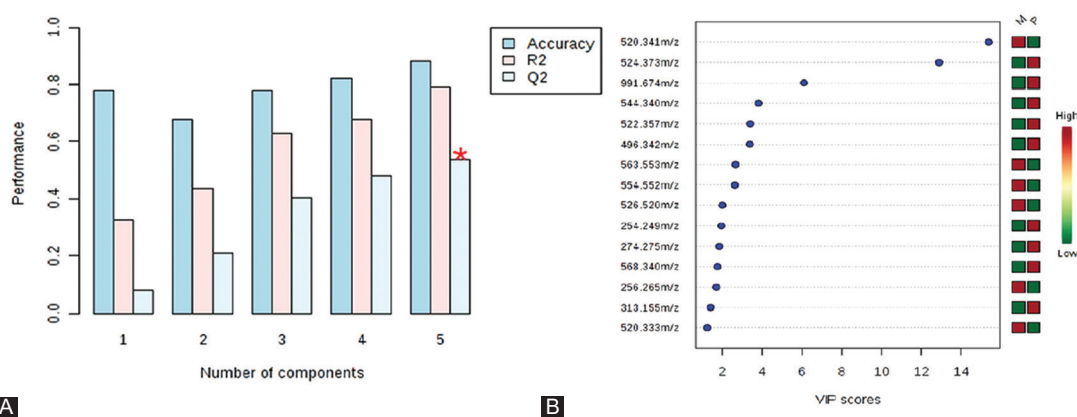 Performance
1.0
0.8
0.6
0.4
0.2
0.0
1 2 3 4 5
Number of components
Accuracy
R2
Q2
*
A
M P
520.341m/z
524.373m/z
991.674m/z
544.340m/z
522.357m/z
496.342m/z
563.553m/z
554.552m/z
526.520m/z
254.249m/z
274.275m/z
568.340m/z
256.265m/z
313.155m/z
520.333m/z
2 4 6 8 10 12 14
VIP scores
High
Low
B